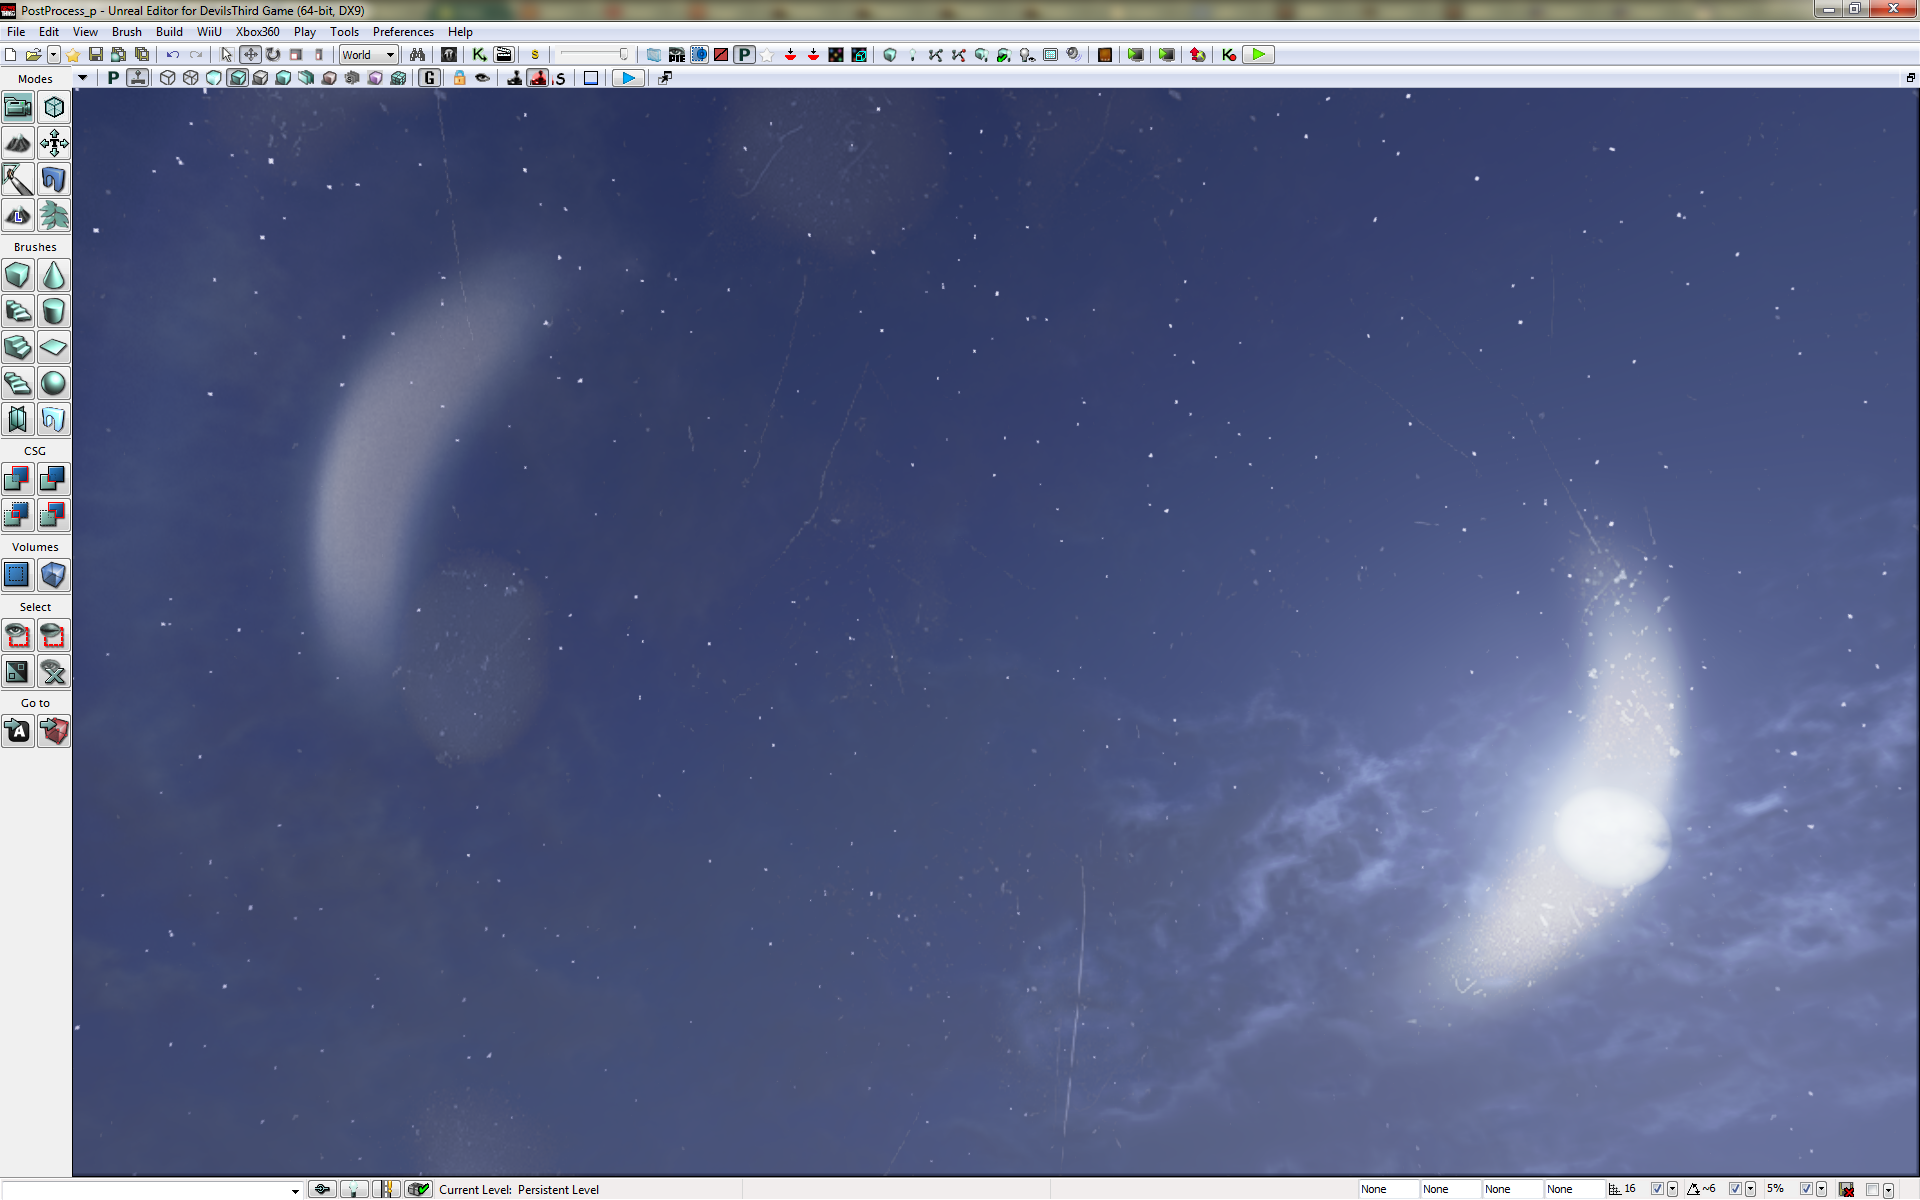 PostProcess_p - Unreal Editor for DevilsThird Game (64-bit, DX9)
File Edit View Brush Build WiiU Xbox360 Play Tools Preferences Help
World
PIE
P
S
K
K
Modes
P
G
S
L
Brushes
CSG
Volumes
Select
Go to
A
Current Level: Persistent Level
None None None None 16 ~6 5%